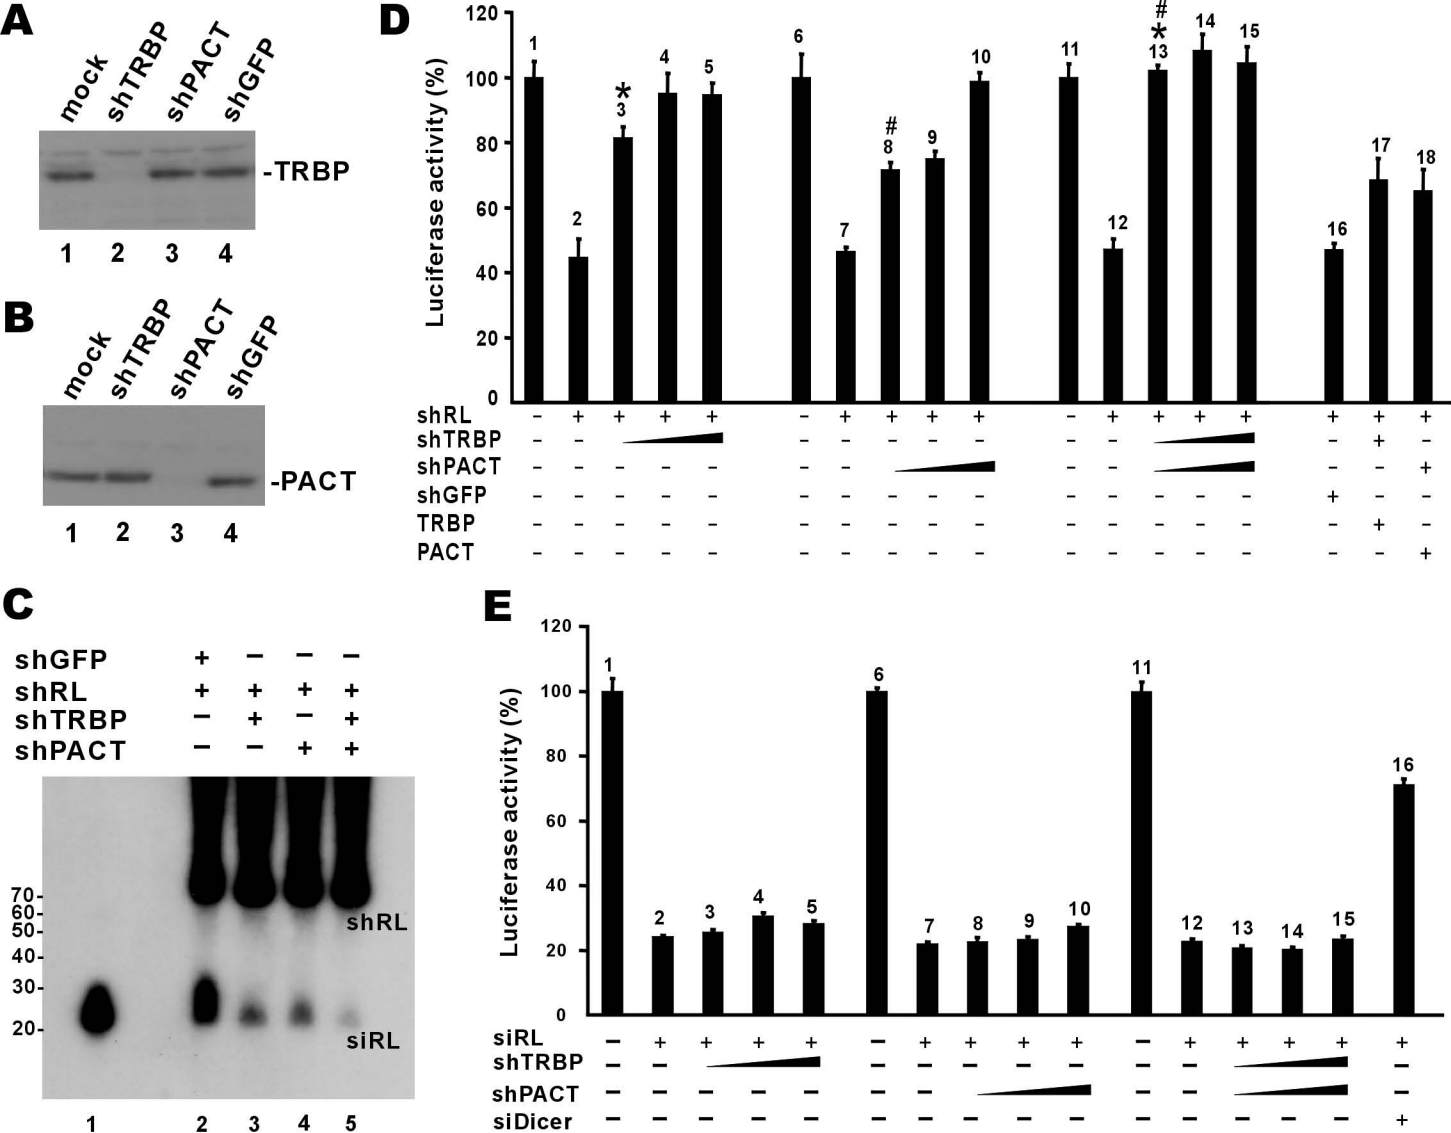 A
mock shTRBP shPACT shGFP
-TRBP
1 2 3 4
B
mock shTRBP shPACT shGFP
-PACT
1 2 3 4
C
shGFP + − − −
shRL + + + +
shTRBP − + − +
shPACT − − + +
70-
60-
50-
40-
30-
20-
shRL
siRL
1 2 3 4 5
D
Luciferase activity (%)
120
100
80
60
40
20
0
1 2 * 3 4 5 6 7 # 8 9 10 11 12 # * 13 14 15 16 17 18
shRL − + + + + − + + + + − + + + + + + +
shTRBP − − − − − − − − − − +  −
shPACT − − − − − − − − − − − +
shGFP − − − − − − − − − − − − − − − + − −
TRBP − − − − − − − − − − − − − − − − + −
PACT − − − − − − − − − − − − − − − − − +
E
Luciferase activity (%)
120
100
80
60
40
20
0
1 2 3 4 5 6 7 8 9 10 11 12 13 14 15 16
siRL − + + + + − + + + + − + + + + +
shTRBP − − − − − − − − − −
shPACT − − − − − − − − − −
siDicer − − − − − − − − − − − − − − − +